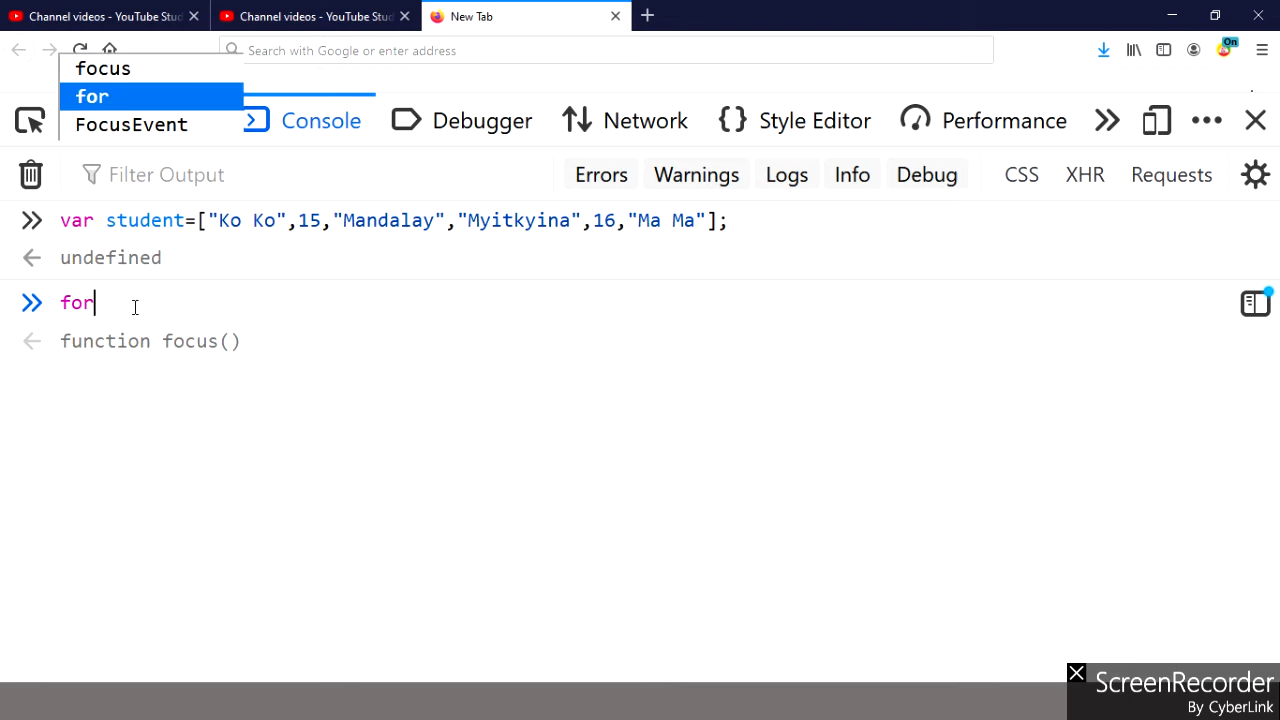 Channel videos - YouTube Stud
Channel videos - YouTube Stud
New Tab
Search with Google or enter address
On
focus
for
FocusEvent
Console
Debugger
Network
Style Editor
Performance
Filter Output
Errors
Warnings
Logs
Info
Debug
CSS
XHR
Requests
var student=["Ko Ko",15,"Mandalay","Myitkyina",16,"Ma Ma"];
undefined
for
function focus()
ScreenRecorder
By CyberLink